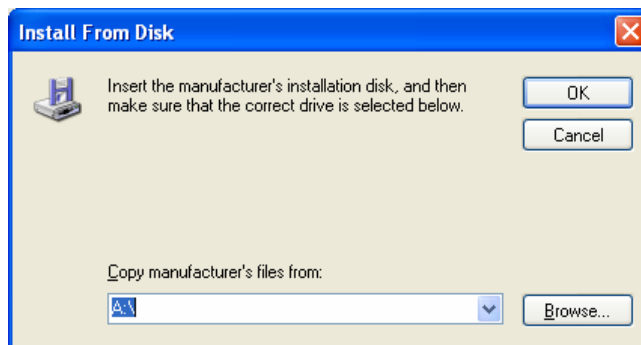 Install From Disk
Insert the manufacturer's installation disk, and then
make sure that the correct drive is selected below.
OK
Cancel
Copy manufacturer's files from:
A:\
Browse...